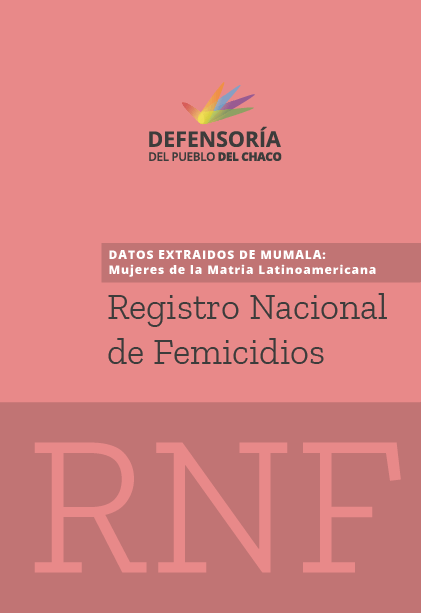 DEFENSORÍA
DEL PUEBLO DEL CHACO
DATOS EXTRAIDOS DE MUMALA:
Mujeres de la Matria Latinoamericana
Registro Nacional
de Femicidios
RNF